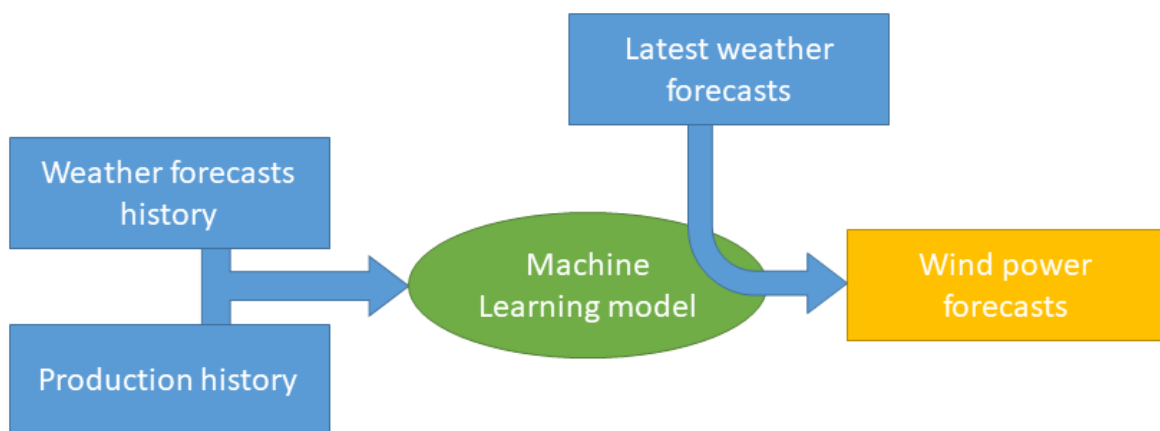 Latest weather
forecasts
Weather forecasts
history
Machine
Learning model
Wind power
forecasts
Production history